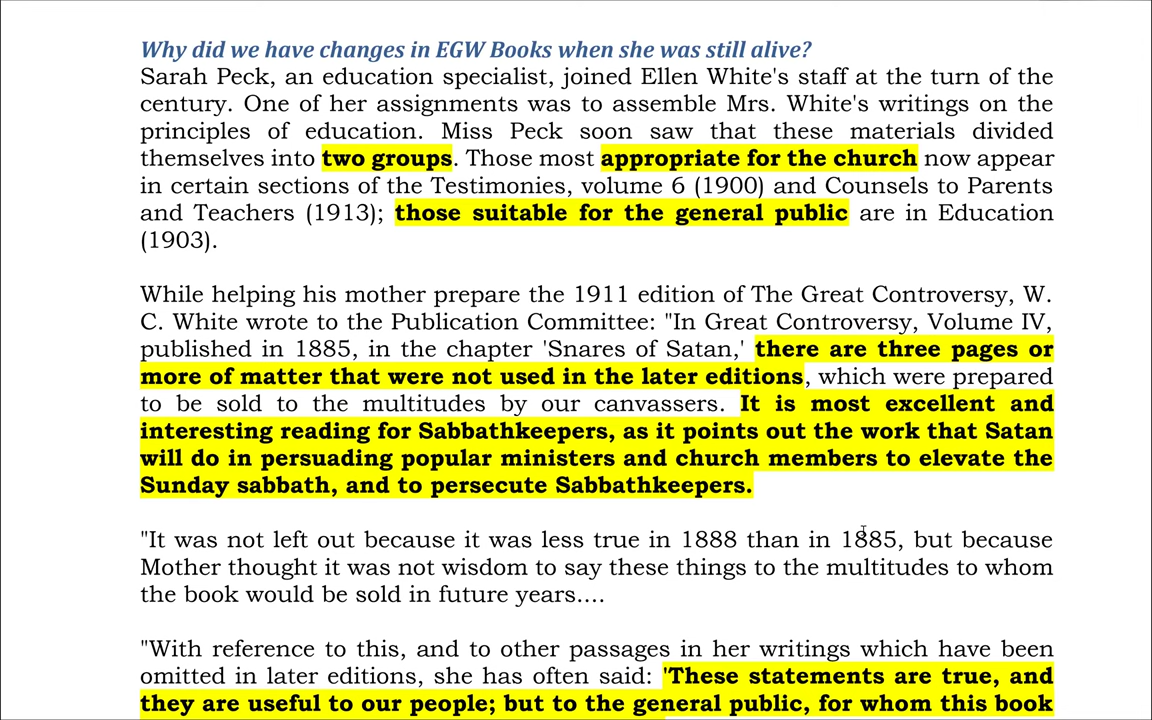 Why did we have changes in EGW Books when she was still alive?
Sarah Peck, an education specialist, joined Ellen White's staff at the turn of the
century. One of her assignments was to assemble Mrs. White's writings on the
principles of education. Miss Peck soon saw that these materials divided
themselves into two groups. Those most appropriate for the church now appear
in certain sections of the Testimonies, volume 6 (1900) and Counsels to Parents
and Teachers (1913); those suitable for the general public are in Education
(1903).
While helping his mother prepare the 1911 edition of The Great Controversy, W.
C. White wrote to the Publication Committee: "In Great Controversy, Volume IV,
published in 1885, in the chapter 'Snares of Satan,' there are three pages or
more of matter that were not used in the later editions, which were prepared
to be sold to the multitudes by our canvassers. It is most excellent and
interesting reading for Sabbathkeepers, as it points out the work that Satan
will do in persuading popular ministers and church members to elevate the
Sunday sabbath, and to persecute Sabbathkeepers.
"It was not left out because it was less true in 1888 than in 1885, but because
Mother thought it was not wisdom to say these things to the multitudes to whom
the book would be sold in future years....
"With reference to this, and to other passages in her writings which have been
omitted in later editions, she has often said: 'These statements are true, and
they are useful to our people; but to the general public, for whom this book